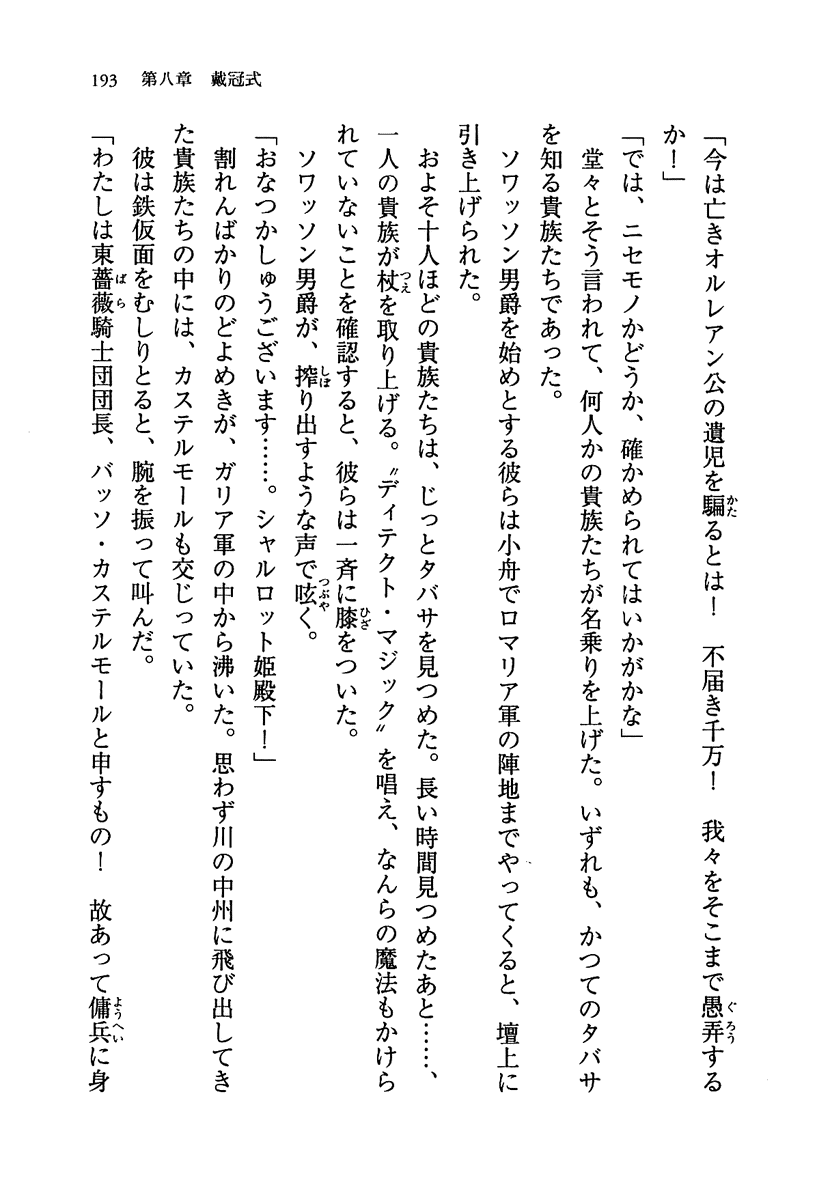 193　第八章　戴冠式
「今は亡きオルレアン公の遺児を騙るとは！　不届き千万！　我々をそこまで愚弄する
か！」
「では、ニセモノかどうか、確かめられてはいかがかな」
　堂々とそう言われて、何人かの貴族たちが名乗りを上げた。いずれも、かつてのタバサ
を知る貴族たちであった。
　ソワッソン男爵を始めとする彼らは小舟でロマリア軍の陣地までやってくると、壇上に
引き上げられた。
　およそ十人ほどの貴族たちは、じっとタバサを見つめた。長い時間見つめたあと……、
一人の貴族が杖を取り上げる。〝ディテクト・マジック〟を唱え、なんらの魔法もかけら
れていないことを確認すると、彼らは一斉に膝をついた。
　ソワッソン男爵が、搾り出すような声で呟く。
「おなつかしゅうございます……。シャルロット姫殿下！」
　割れんばかりのどよめきが、ガリア軍の中から沸いた。思わず川の中州に飛び出してき
た貴族たちの中には、カステルモールも交じっていた。
　彼は鉄仮面をむしりとると、腕を振って叫んだ。
「わたしは東薔薇騎士団団長、バッソ・カステルモールと申すもの！　故あって傭兵に身